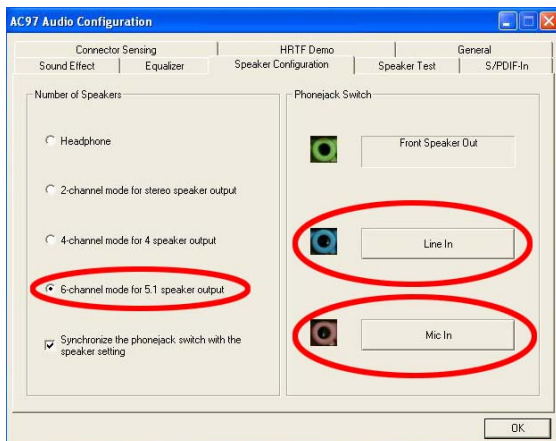 AC97 Audio Configuration
Connector Sensing
HRTF Demo
General
Sound Effect
Equalizer
Speaker Configuration
Speaker Test
S/PDIF-In
Number of Speakers
Headphone
2-channel mode for stereo speaker output
4-channel mode for 4 speaker output
6-channel mode for 5.1 speaker output
Synchronize the phonejack switch with the
speaker setting
Phonejack Switch
Front Speaker Out
Line In
Mic In
OK